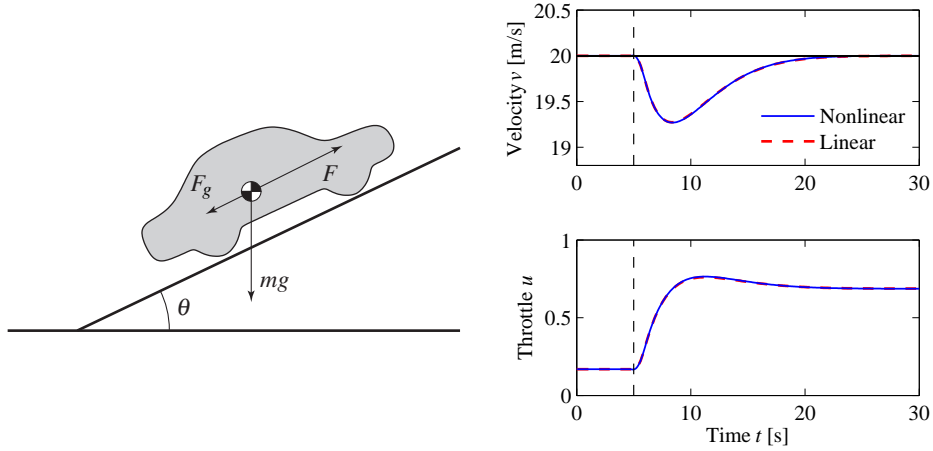 F_g
F
mg
θ
20.5
20
19.5
19
Velocity v [m/s]
Nonlinear
Linear
0
10
20
30
1
0.5
0
Throttle u
0
10
20
30
Time t [s]